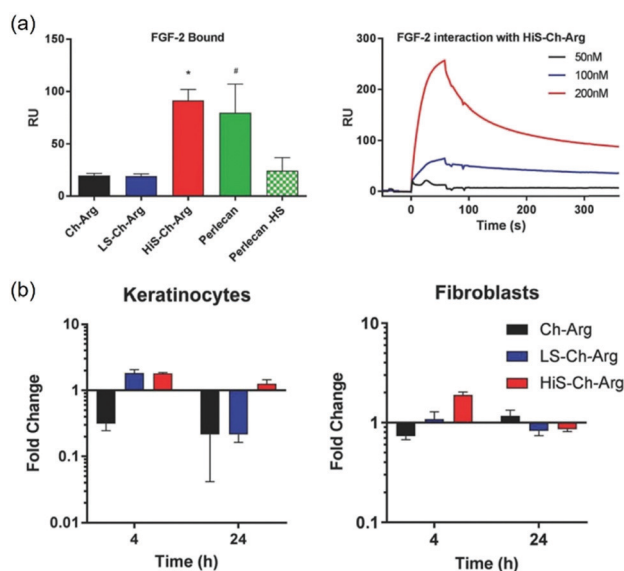 (a)
FGF-2 Bound
RU
150
100
50
0
Ch-Arg
LS-Ch-Arg
HiS-Ch-Arg
*
Perlecan
#
Perlecan -HS
FGF-2 interaction with HiS-Ch-Arg
50nM
100nM
200nM
RU
300
200
100
0
0
100
200
300
Time (s)
(b)
Keratinocytes
Fold Change
10
1
0.1
0.01
4
24
Time (h)
Fibroblasts
Ch-Arg
LS-Ch-Arg
HiS-Ch-Arg
Fold Change
10
1
0.1
4
24
Time (h)